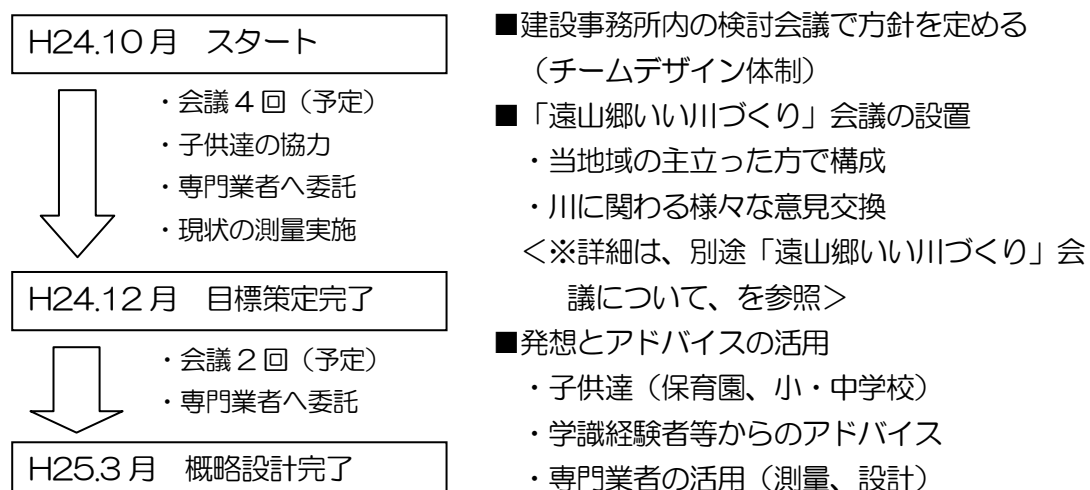 H24.10月　スタート
・会議4回（予定）
・子供達の協力
・専門業者へ委託
・現状の測量実施
H24.12月　目標策定完了
・会議2回（予定）
・専門業者へ委託
H25.3月　概略設計完了
■建設事務所内の検討会議で方針を定める
（チームデザイン体制）
■「遠山郷いい川づくり」会議の設置
・当地域の主立った方で構成
・川に関わる様々な意見交換
＜※詳細は、別途「遠山郷いい川づくり」会
議について、を参照＞
■発想とアドバイスの活用
・子供達（保育園、小・中学校）
・学識経験者等からのアドバイス
・専門業者の活用（測量、設計）